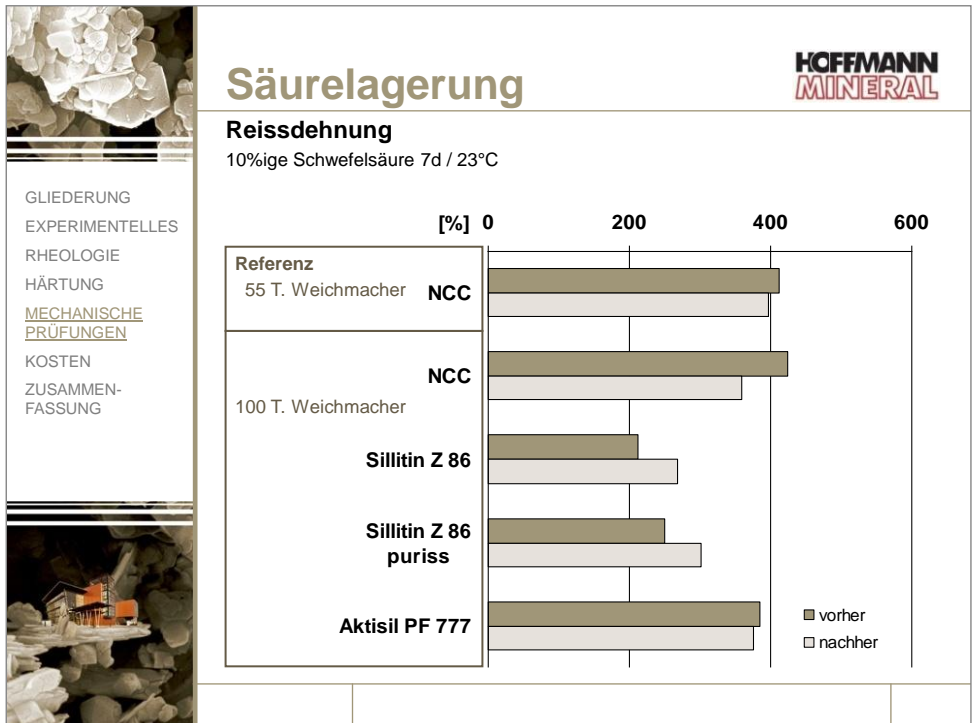 Säurelagerung
HOFFMANN
MINERAL
Reissdehnung
10%ige Schwefelsäure 7d / 23°C
GLIEDERUNG
EXPERIMENTELLES
RHEOLOGIE
HÄRTUNG
MECHANISCHE
PRÜFUNGEN
KOSTEN
ZUSAMMEN-
FASSUNG
[%] 0 200 400 600
Referenz
55 T. Weichmacher NCC
NCC
100 T. Weichmacher
Sillitin Z 86
Sillitin Z 86
puriss
Aktisil PF 777
vorher
nachher